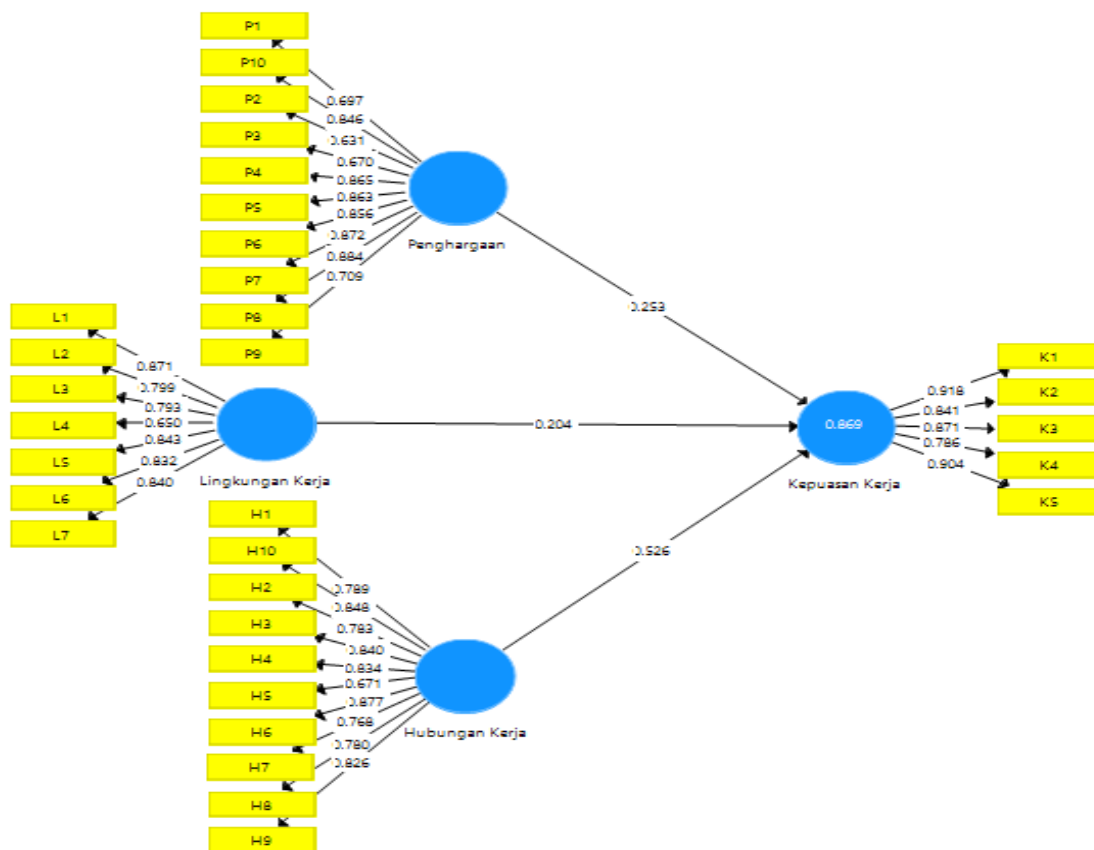 P1
P10
P2
P3
P4
P5
P6
P7
P8
P9
0.697
0.846
0.631
0.670
0.865
0.863
0.856
0.872
0.884
0.709
Penghargaan
0.253
L1
L2
L3
L4
L5
L6
L7
0.871
0.799
0.793
0.650
0.843
0.832
0.840
Lingkungan Kerja
0.204
0.869
Kepuasan Kerja
0.918
0.841
0.871
0.786
0.904
K1
K2
K3
K4
K5
H1
H10
H2
H3
H4
H5
H6
H7
H8
H9
0.789
0.848
0.783
0.840
0.834
0.671
0.877
0.768
0.780
0.826
Hubungan Kerja
0.526